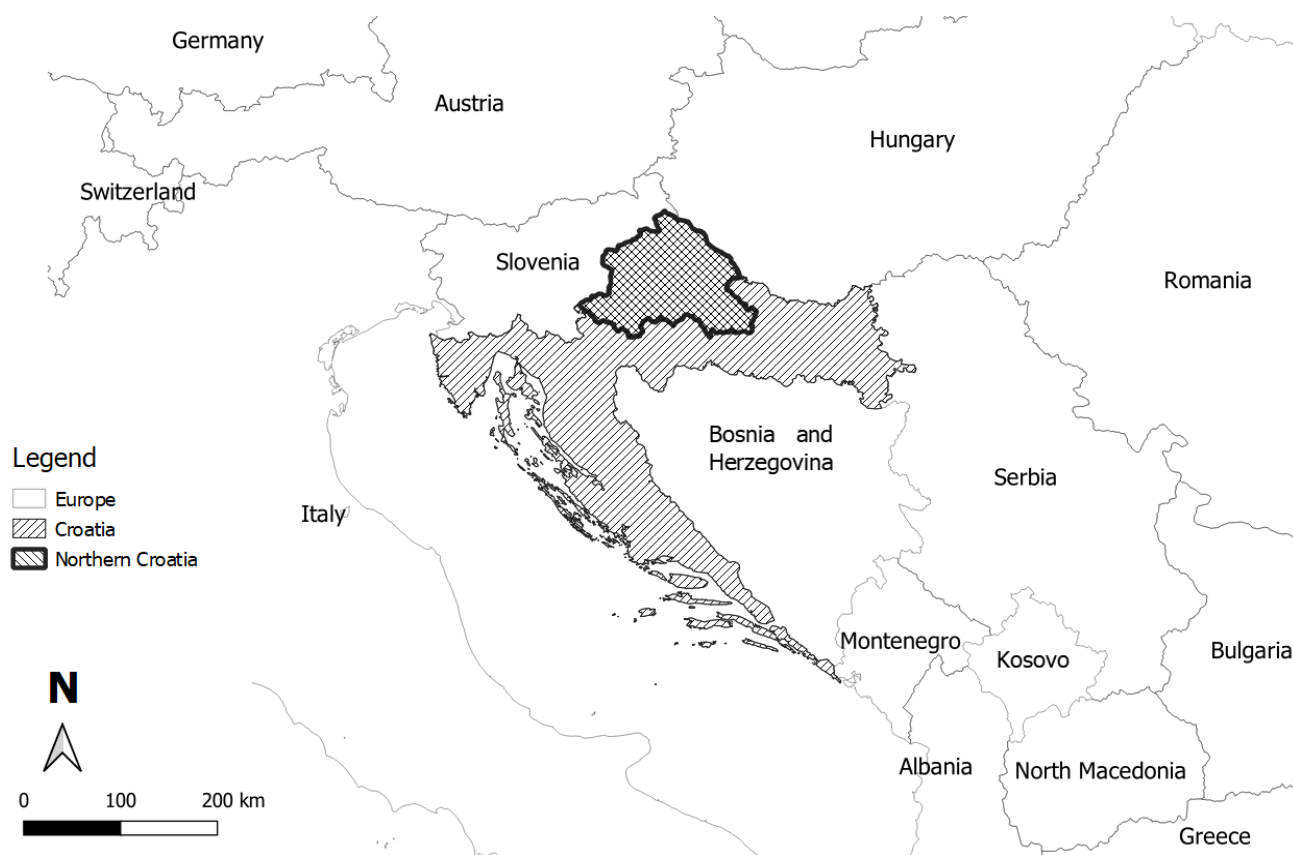 Germany
Austria
Hungary
Switzerland
Slovenia
Romania
Bosnia and
Herzegovina
Serbia
Italy
Legend
Europe
Croatia
Northern Croatia
Montenegro
Kosovo
Bulgaria
N
Albania
North Macedonia
0 100 200 km
Greece